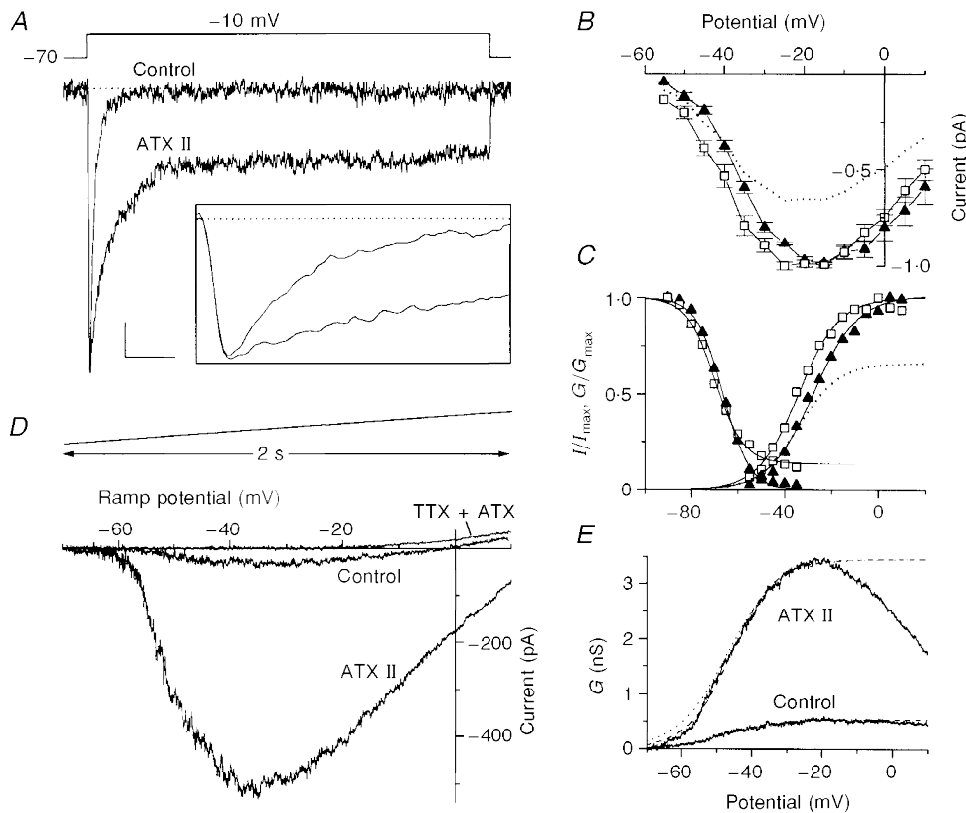 A
−10 mV
−70
Control
ATX II
B
Potential (mV)
−60
−40
−20
0
−0·5
−1·0
Current (pA)
C
1·0
0·5
0
I/Imax, G/Gmax
−80
−40
0
D
2 s
Ramp potential (mV)
−60
−40
−20
TTX + ATX
Control
ATX II
−200
−400
Current (pA)
E
3
2
1
0
G (nS)
ATX II
Control
−60
−40
−20
0
Potential (mV)